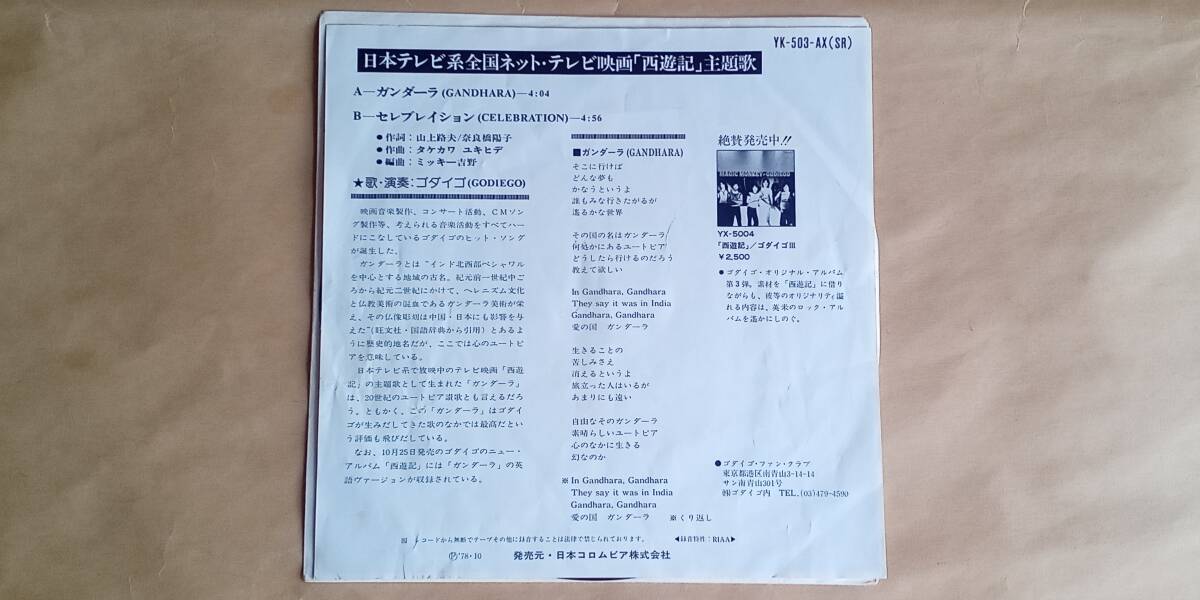 YK-503-AX(SR)
日本テレビ系全国ネット・テレビ映画「西遊記」主題歌
A—ガンダーラ(GANDHARA)—4:04
B—セレブレイション(CELEBRATION)—4:56
●作詞：山上路夫/奈良橋陽子
●作曲：タケカワ ユキヒデ
●編曲：ミッキー吉野
★歌・演奏：ゴダイゴ(GODIEGO)
映画音楽製作、コンサート活動、CMソン
グ製作等、考えられる音楽活動をすべてハー
ドにこなしているゴダイゴのヒット・ソング
が誕生した。
ガンダーラとは“インド北西部ペシャワル
を中心とする地域の古名。紀元前一世紀中ご
ろから紀元二世紀にかけて、ヘレニズム文化
と仏教美術の混血であるガンダーラ美術が栄
え、その仏像彫刻は中国・日本にも影響を与
えた”(旺文社・国語辞典から引用)とあるよ
うに歴史的地名だが、ここでは心のユートピ
アを意味している。
日本テレビ系で放映中のテレビ映画「西遊
記」の主題歌として生まれた「ガンダーラ」
は、20世紀のユートピア讃歌とも言えるだろ
う。ともかく、この「ガンダーラ」はゴダイ
ゴが生みだしてきた歌のなかでは最高だとい
う評価も飛びだしている。
なお、10月25日発売のゴダイゴのニュー・
アルバム「西遊記」には「ガンダーラ」の英
語ヴァージョンが収録されている。
■ガンダーラ(GANDHARA)
そこに行けば
どんな夢も
かなうというよ
誰もみな行きたがるが
遙かな世界
その国の名はガンダーラ
何処かにあるユートピア
どうしたら行けるのだろう
教えて欲しい
In Gandhara, Gandhara
They say it was in India
Gandhara, Gandhara
愛の国 ガンダーラ
生きることの
苦しみさえ
消えるというよ
旅立った人はいるが
あまりにも遠い
自由なそのガンダーラ
素晴らしいユートピア
心のなかに生きる
幻なのか
※In Gandhara, Gandhara
They say it was in India
Gandhara, Gandhara
愛の国 ガンダーラ ※くり返し
絶賛発売中!!
MAGIC MONKEY・GODIEGO
YX-5004
「西遊記」/ゴダイゴIII
¥2,500
●ゴダイゴ・オリジナル・アルバム
第3弾。素材を「西遊記」に借り
ながらも、彼等のオリジナリティ溢
れる内容は、英米のロック・アル
バムを遙かにしのぐ。
●ゴダイゴ・ファン・クラブ
東京都港区南青山3-14-14
サン南青山301号
㈱ゴダイゴ内 TEL.(03)479-4590
レコードから無断でテープその他に録音することは法律で禁じられております。 ◀録音特性：RIAA▶
Ⓟ'78・10 発売元・日本コロムビア株式会社